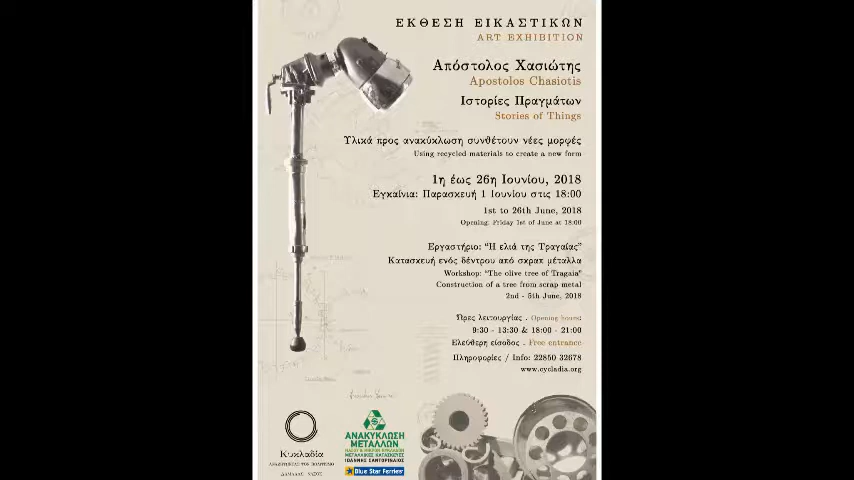 ΕΚΘΕΣΗ ΕΙΚΑΣΤΙΚΩΝ
ART EXHIBITION
Απόστολος Χασιώτης
Apostolos Chasiotis
Ιστορίες Πραγμάτων
Stories of Things
Υλικά προς ανακύκλωση συνθέτουν νέες μορφές
Using recycled materials to create a new form
1η έως 26η Ιουνίου, 2018
Εγκαίνια: Παρασκευή 1 Ιουνίου στις 18:00
1st to 26th June, 2018
Opening: Friday 1st of June at 18:00
Εργαστήριο: "Η ελιά της Τραγαίας"
Κατασκευή ενός δέντρου από σκραπ μέταλλα
Workshop: "The olive tree of Tragaia"
Construction of a tree from scrap metal
2nd - 5th June, 2018
Ώρες λειτουργίας . Opening hours:
9:30 - 13:30 & 18:00 - 21:00
Ελεύθερη είσοδος . Free entrance
Πληροφορίες / Info: 22850 32678
www.cycladia.org
Κυκλαδία
ΑΝΑΚΥΚΛΩΣΗ
ΜΕΤΑΛΛΩΝ
ΜΕΤΑΛΛΙΚΕΣ ΚΑΤΑΣΚΕΥΕΣ
ΙΩΑΝΝΗΣ ΣΑΝΤΟΡΙΝΑΙΟΣ
Blue Star Ferries